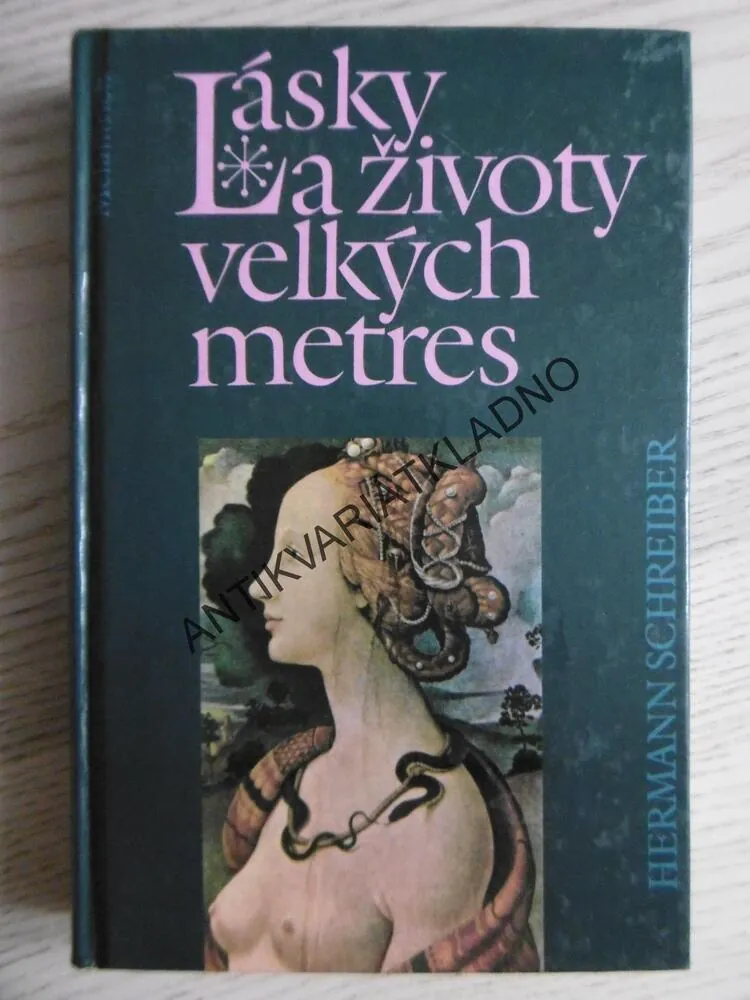 Lásky
a životy
velkých
metres
HERMANN SCHREIBER
ANTIKVARIATKLADNO